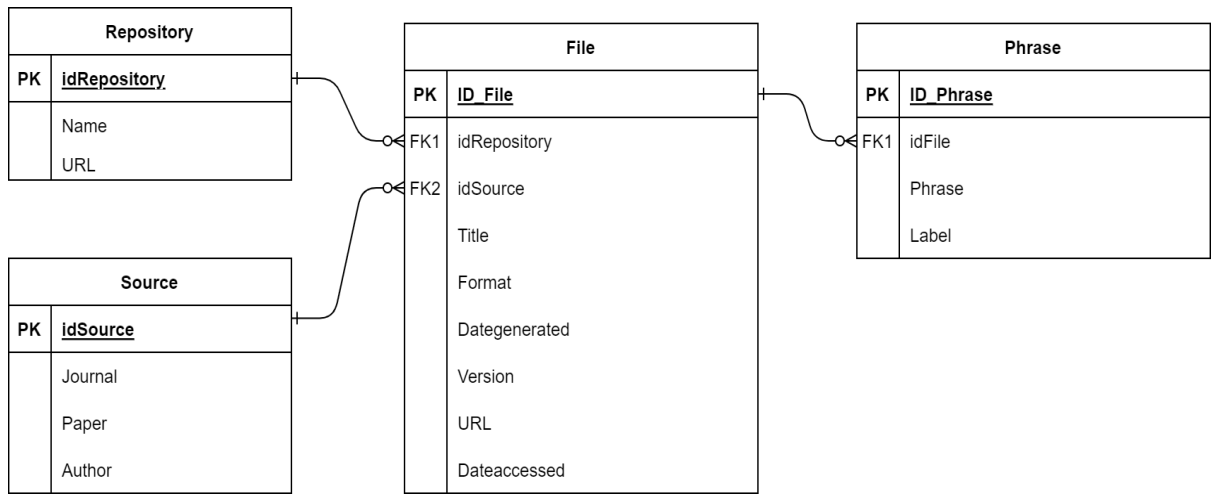 Repository
PK idRepository
Name
URL
Source
PK idSource
Journal
Paper
Author
File
PK ID_File
FK1 idRepository
FK2 idSource
Title
Format
Dategenerated
Version
URL
Dateaccessed
Phrase
PK ID_Phrase
FK1 idFile
Phrase
Label